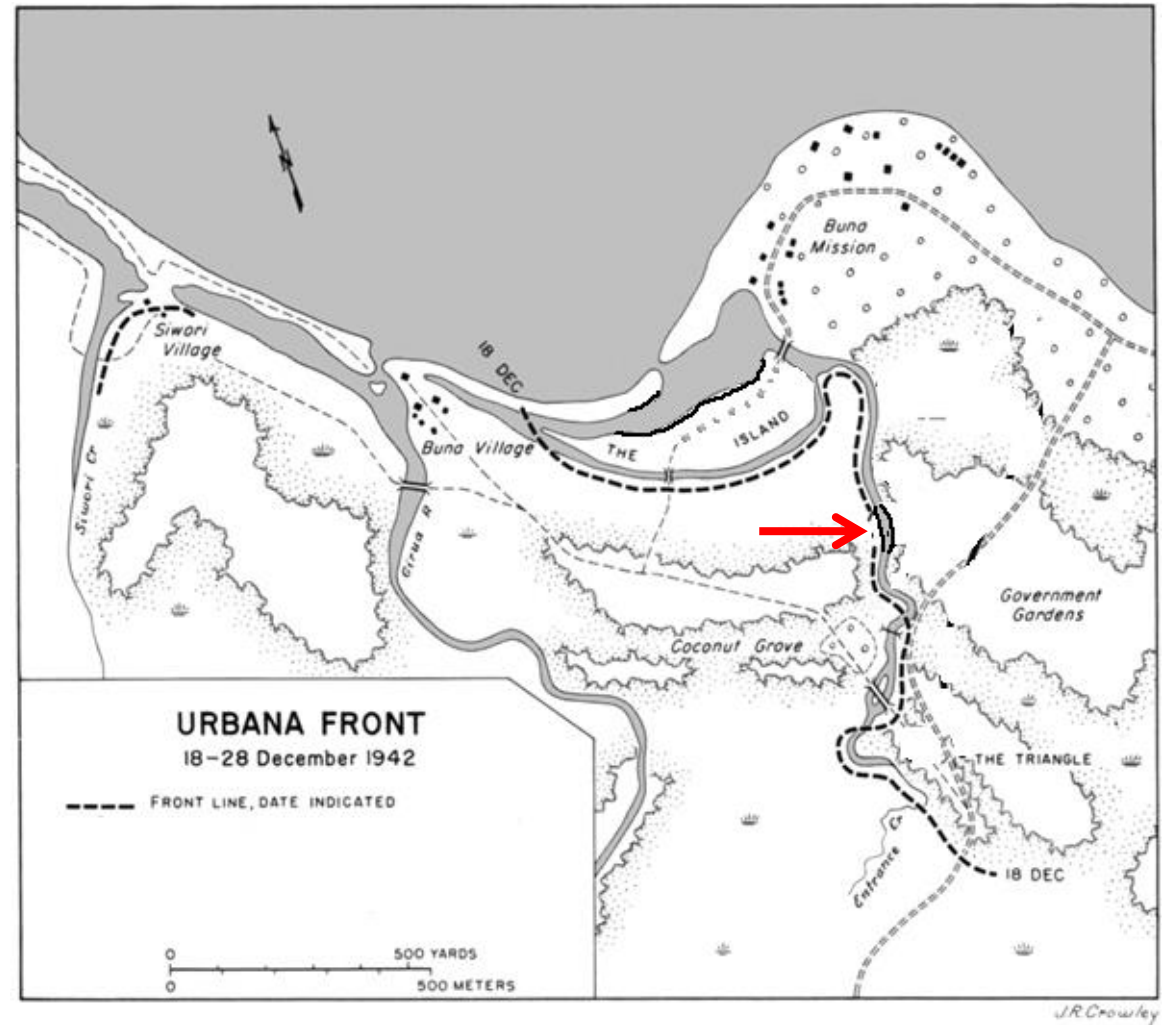 N
Buna
Mission
18 DEC
Siwori
Village
Siwori Cr
Buna Village
THE ISLAND
Girua R
Government
Gardens
Coconut Grove
THE TRIANGLE
Entrance Cr
18 DEC
URBANA FRONT
18–28 December 1942
FRONT LINE, DATE INDICATED
0 500 YARDS
0 500 METERS
J.R. Crowley